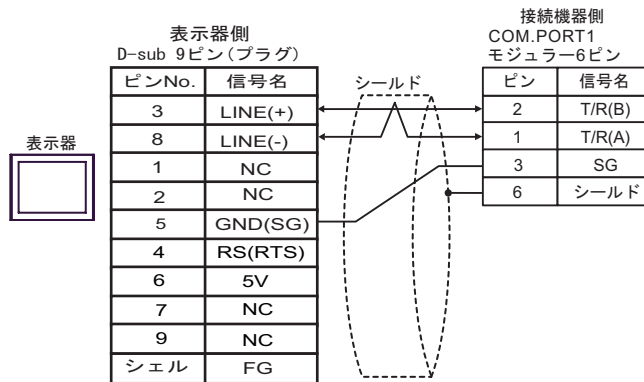 表示器
表示器側
D-sub 9ピン(プラグ)
ピンNo. 信号名
3 LINE(+)
8 LINE(-)
1 NC
2 NC
5 GND(SG)
4 RS(RTS)
6 5V
7 NC
9 NC
シェル FG
シールド
接続機器側
COM.PORT1
モジュラー6ピン
ピン 信号名
2 T/R(B)
1 T/R(A)
3 SG
6 シールド